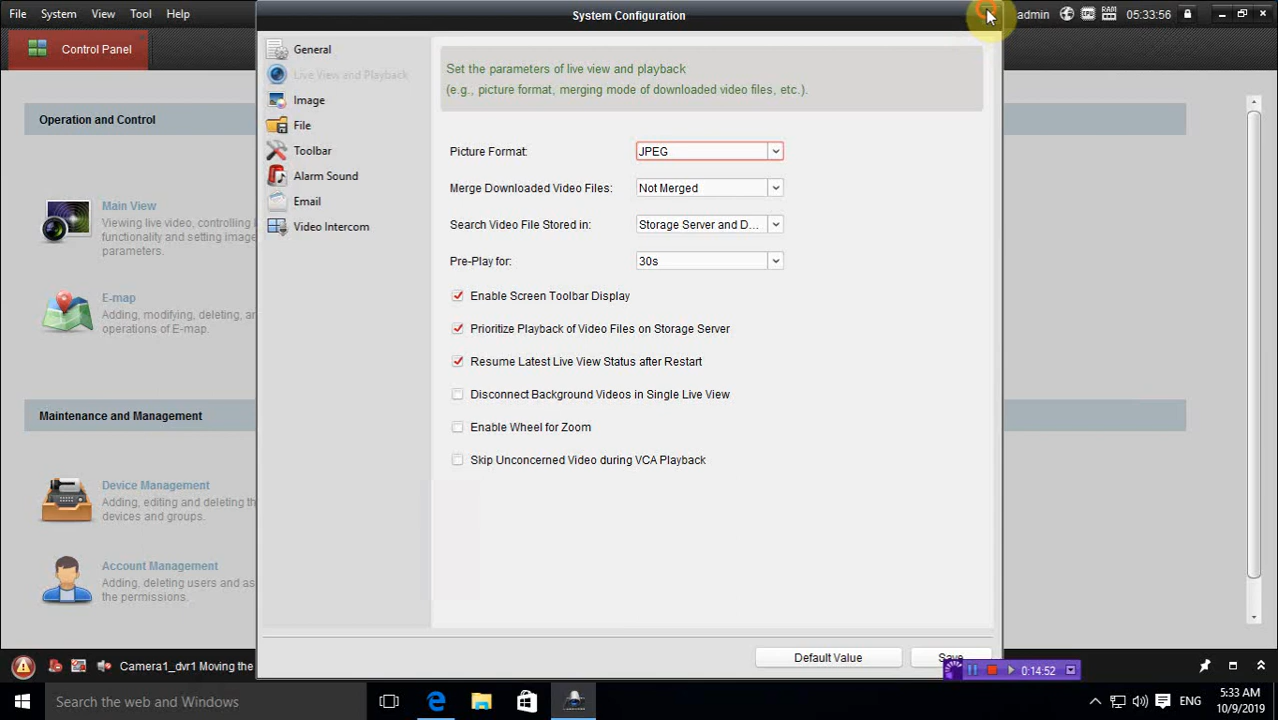 File System View Tool Help
System Configuration
admin 05:33:56
Control Panel
Operation and Control
Main View
Viewing live video, controlling
functionality and setting image
parameters.
E-map
Adding, modifying, deleting, an
operations of E-map.
Maintenance and Management
Device Management
Adding, editing and deleting th
devices and groups.
Account Management
Adding, deleting users and as
the permissions.
General
Live View and Playback
Image
File
Toolbar
Alarm Sound
Email
Video Intercom
Set the parameters of live view and playback
(e.g., picture format, merging mode of downloaded video files, etc.).
Picture Format: JPEG
Merge Downloaded Video Files: Not Merged
Search Video File Stored in: Storage Server and D...
Pre-Play for: 30s
Enable Screen Toolbar Display
Prioritize Playback of Video Files on Storage Server
Resume Latest Live View Status after Restart
Disconnect Background Videos in Single Live View
Enable Wheel for Zoom
Skip Unconcerned Video during VCA Playback
Default Value Save
Camera1_dvr1 Moving the
0:14:52
Search the web and Windows
ENG
5:33 AM
10/9/2019